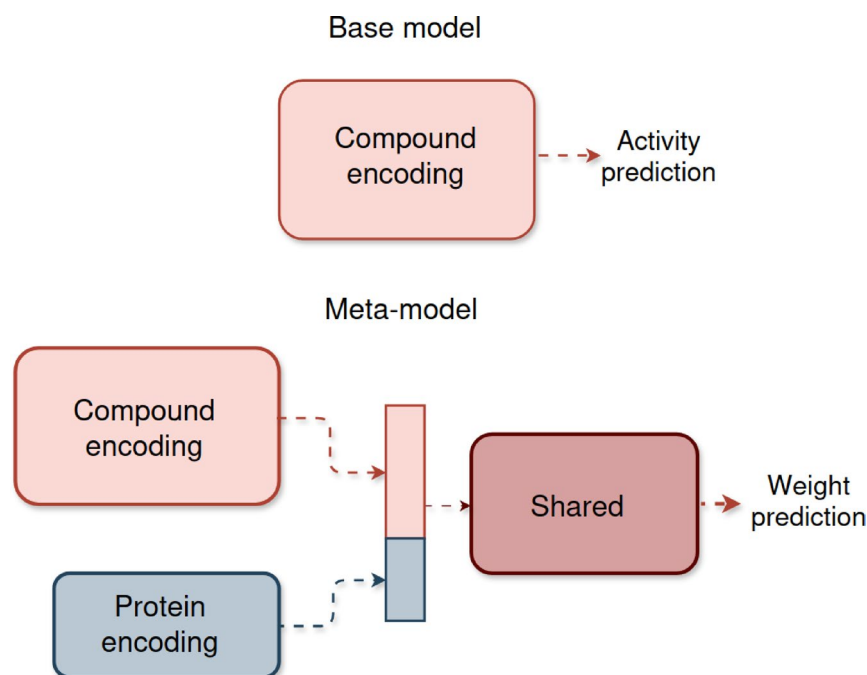 Base model
Compound
encoding
Activity
prediction
Meta-model
Compound
encoding
Shared
Weight
prediction
Protein
encoding